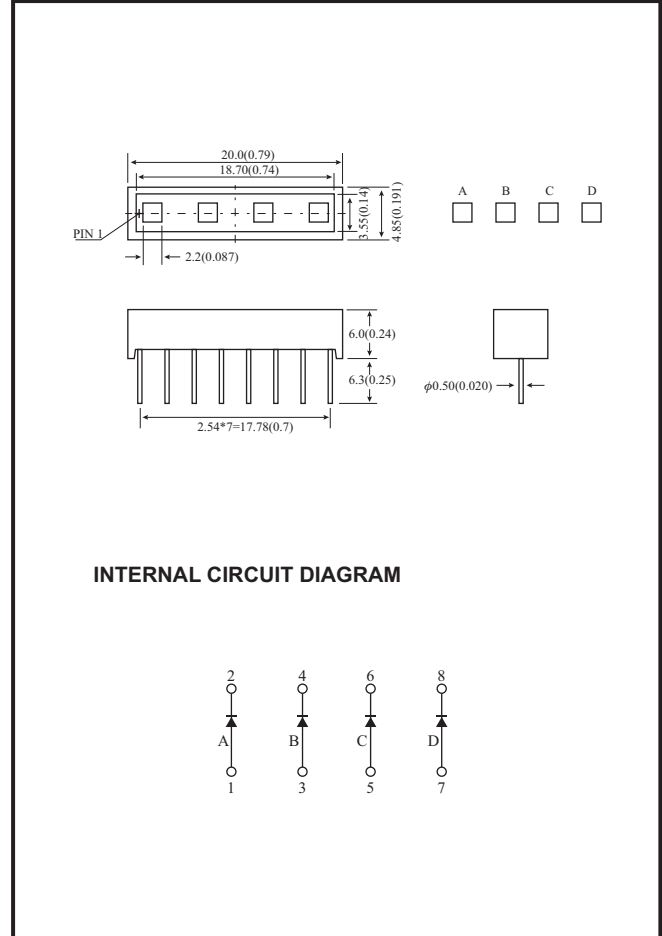 20.0(0.79)
18.70(0.74)
A B C D
3.55(0.14)
4.85(0.191)
PIN 1
2.2(0.087)
6.0(0.24)
6.3(0.25)
ϕ0.50(0.020)
2.54*7=17.78(0.7)
INTERNAL CIRCUIT DIAGRAM
2 4 6 8
A B C D
1 3 5 7